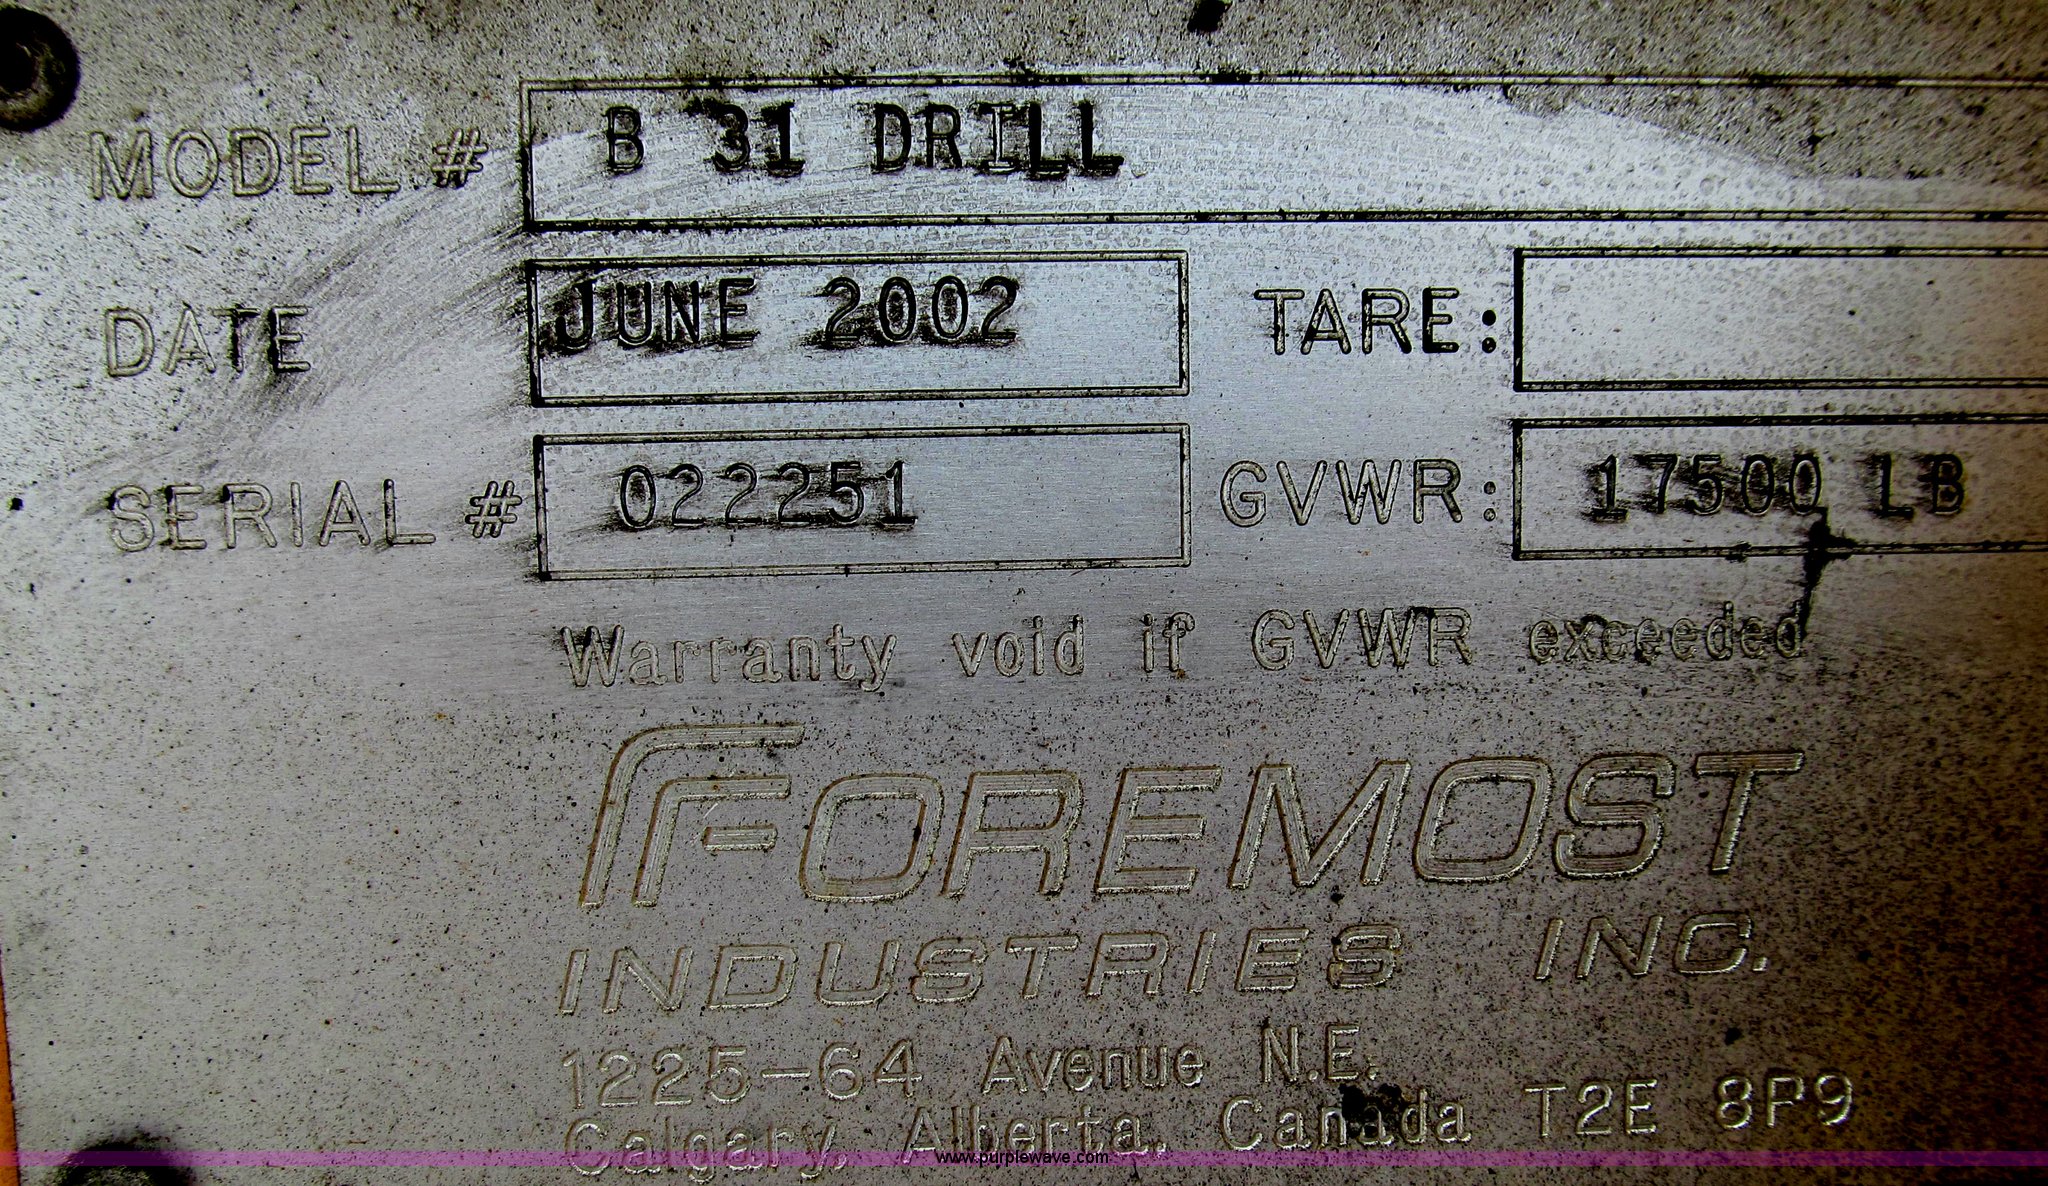 MODEL # B 31 DRILL
DATE JUNE 2002 TARE:
SERIAL # 022251 GVWR: 17500 LB
Warranty void if GVWR exceeded
FOREMOST
INDUSTRIES INC.
1225-64 Avenue N.E.
Calgary, Alberta, Canada T2E 8P9
www.purplewave.com